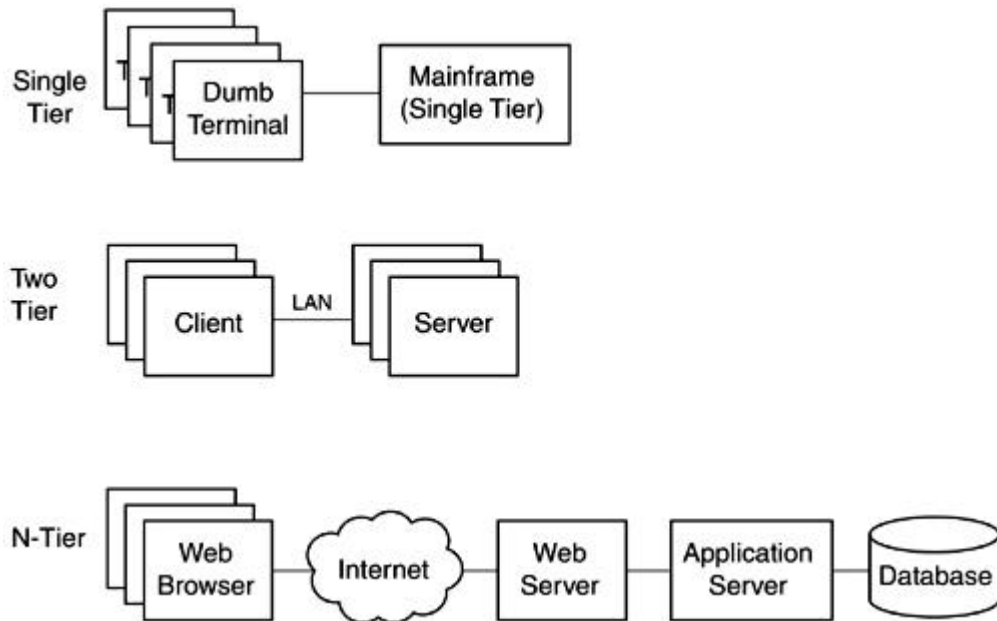 Single
Tier
T
T
T
Dumb
Terminal
Mainframe
(Single Tier)
Two
Tier
Client
LAN
Server
N-Tier
Web
Browser
Internet
Web
Server
Application
Server
Database